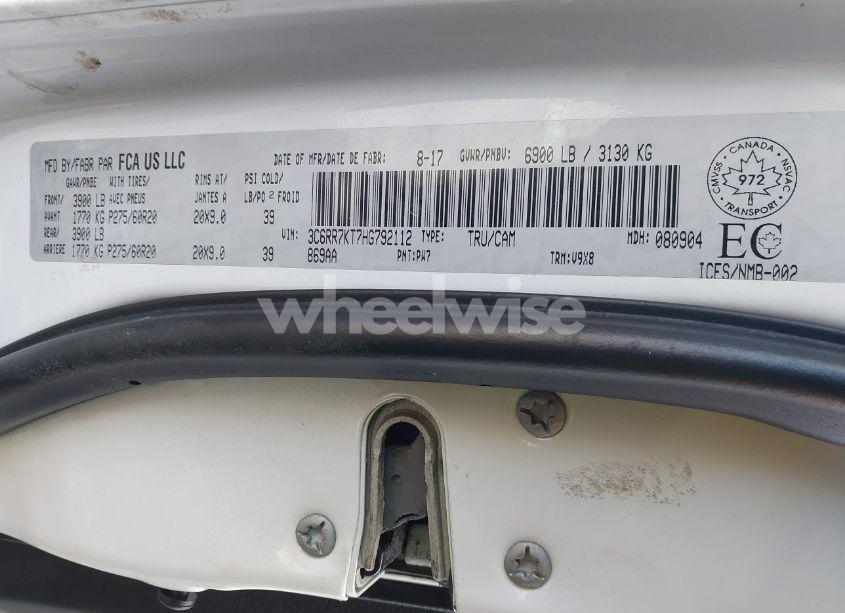 MFD BY/FABR PAR FCA US LLC DATE OF MFR/DATE DE FABR: 8-17 GVWR/PNBV: 6900 LB / 3130 KG
GAWR/PNBE WITH TIRES/ RIMS AT/ PSI COLD/
FRONT/ 3900 LB AVEC PNEUS JANTES A LB/PO 2 FROID
AVANT 1770 KG P275/60R20 20X9.0 39
REAR/ 3900 LB
ARRIERE 1770 KG P275/60R20 20X9.0 39
VIN: 3C6RR7KT7HG792112 TYPE: TRU/CAM MDH: 080904
869AA PNT: PW7 TRM: V9X8
CANADA
CMVSS 972 NSVAC
TRANSPORT
EC
ICES/NMB-002
wheelwise